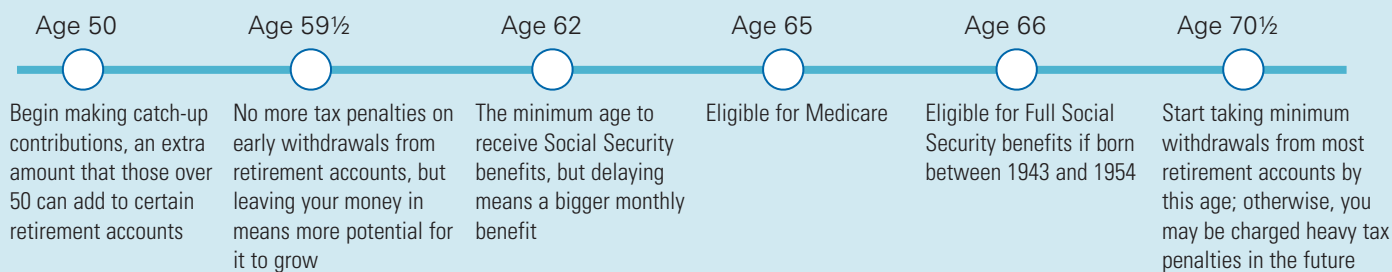 Age 50
Begin making catch-up
contributions, an extra
amount that those over
50 can add to certain
retirement accounts
Age 59½
No more tax penalties on
early withdrawals from
retirement accounts, but
leaving your money in
means more potential for
it to grow
Age 62
The minimum age to
receive Social Security
benefits, but delaying
means a bigger monthly
benefit
Age 65
Eligible for Medicare
Age 66
Eligible for Full Social
Security benefits if born
between 1943 and 1954
Age 70½
Start taking minimum
withdrawals from most
retirement accounts by
this age; otherwise, you
may be charged heavy tax
penalties in the future